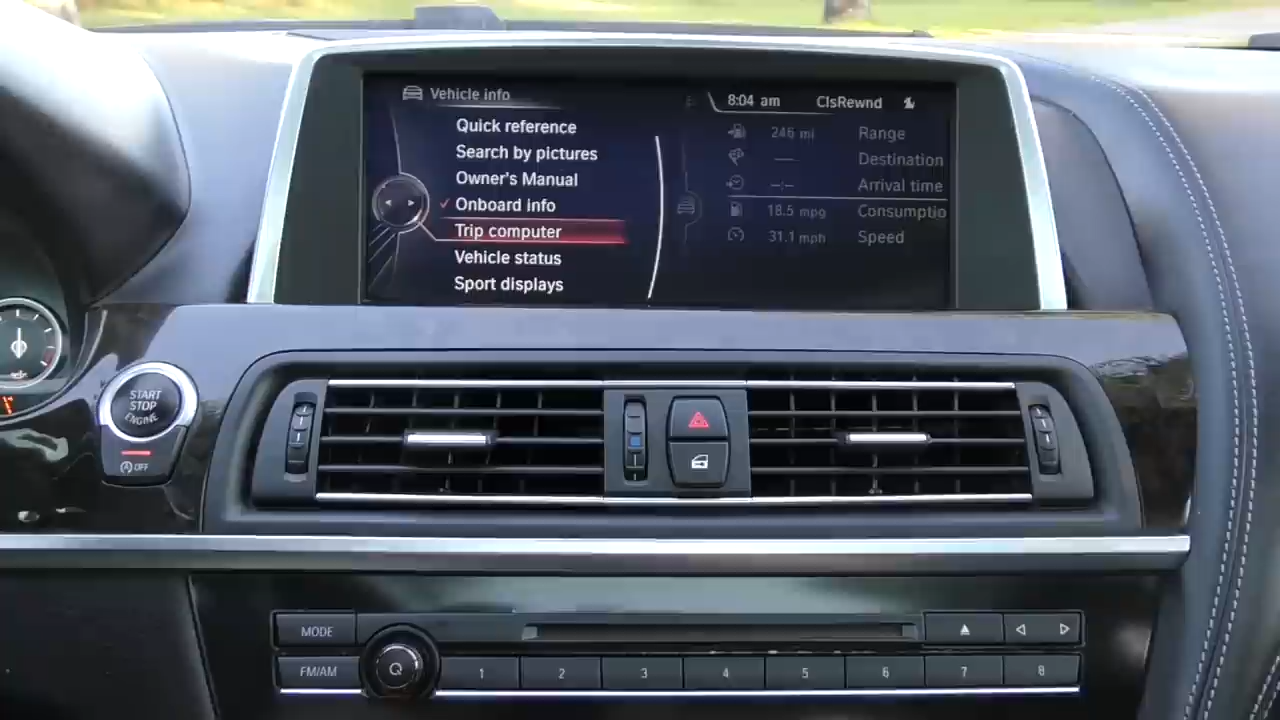 Vehicle info
8:04 am ClsRewnd
Quick reference
Search by pictures
Owner's Manual
✓ Onboard info
Trip computer
Vehicle status
Sport displays
246 mi Range
--- Destination
--:-- Arrival time
18.5 mpg Consumptio
31.1 mph Speed
START
STOP
ENGINE
OFF
MODE
FM/AM
1 2 3 4 5 6 7 8